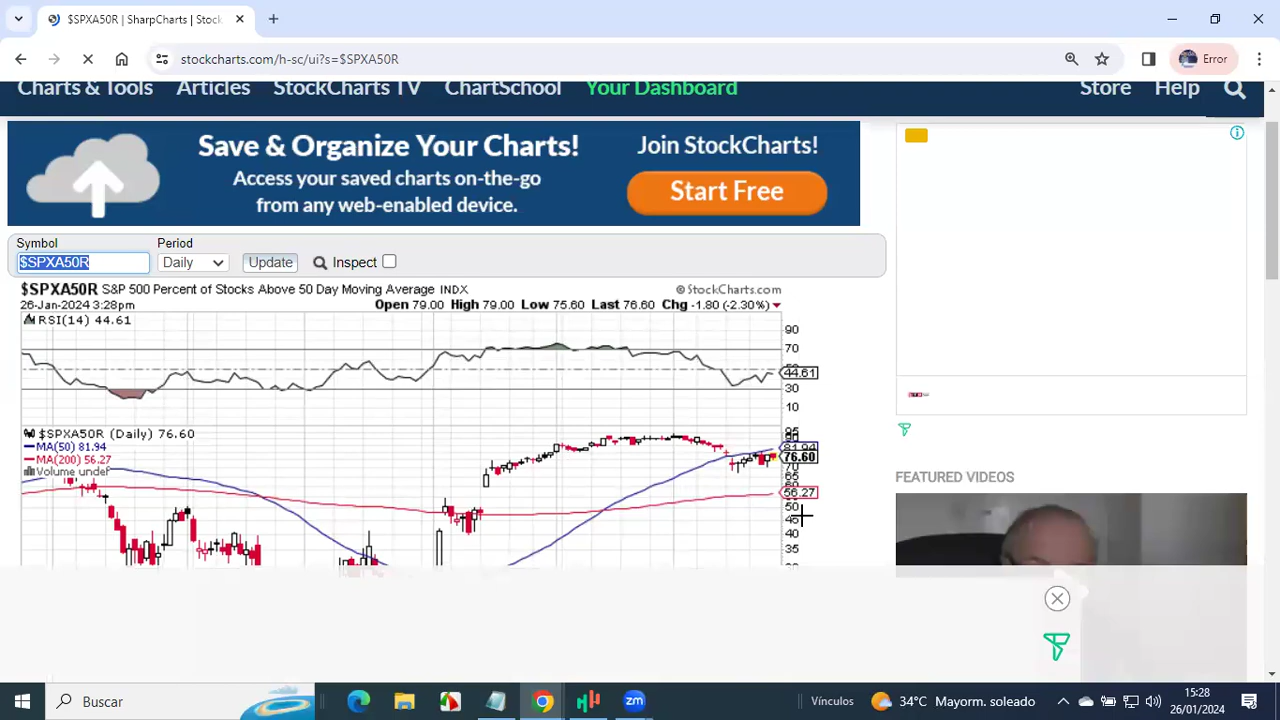 $SPXA50R | SharpCharts | Stock
stockcharts.com/h-sc/ui?s=$SPXA50R
Error
Charts & Tools Articles StockCharts TV ChartSchool Your Dashboard Store Help
Save & Organize Your Charts!
Access your saved charts on-the-go
from any web-enabled device.
Join StockCharts!
Start Free
Symbol Period
$SPXA50R Daily Update Inspect
$SPXA50R S&P 500 Percent of Stocks Above 50 Day Moving Average INDX
© StockCharts.com
26-Jan-2024 3:28pm Open 79.00 High 79.00 Low 75.60 Last 76.60 Chg -1.80 (-2.30%)
RSI(14) 44.61
90
70
44.61
30
10
$SPXA50R (Daily) 76.60
MA(50) 81.94
MA(200) 56.27
Volume undef
95
90
81.94
76.60
70
65
56.27
50
45
40
35
FEATURED VIDEOS
Buscar
Vínculos
34°C Mayorm. soleado
15:28
26/01/2024